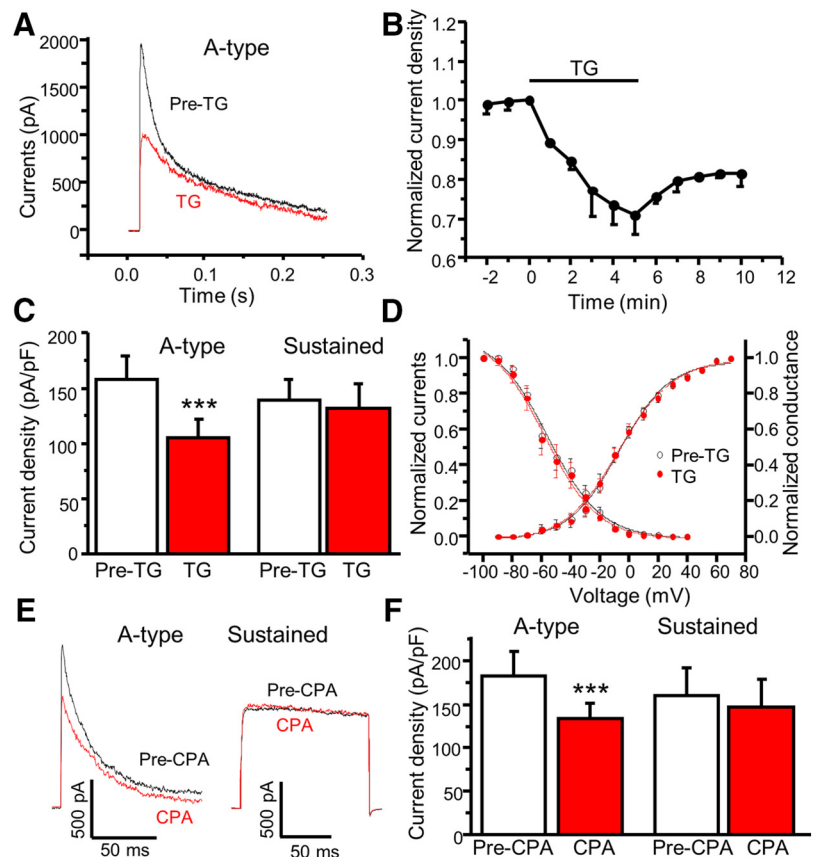 A
A-type
2000
1500
1000
500
0
Currents (pA)
Pre-TG
TG
0.0 0.1 0.2 0.3
Time (s)
B
1.2
1.1
1.0
0.9
0.8
0.7
0.6
Normalized current density
TG
-2 0 2 4 6 8 10 12
Time (min)
C
200
150
100
50
0
Current density (pA/pF)
A-type Sustained
***
Pre-TG TG Pre-TG TG
D
1.0
0.8
0.6
0.4
0.2
0.0
Normalized currents
1.0
0.8
0.6
0.4
0.2
0.0
Normalized conductance
Pre-TG
TG
-100 -80 -60 -40 -20 0 20 40 60 80
Voltage (mV)
E
A-type Sustained
Pre-CPA
CPA
500 pA
50 ms
Pre-CPA
CPA
500 pA
50 ms
F
A-type Sustained
200
150
100
50
0
Current density (pA/pF)
***
Pre-CPA CPA Pre-CPA CPA